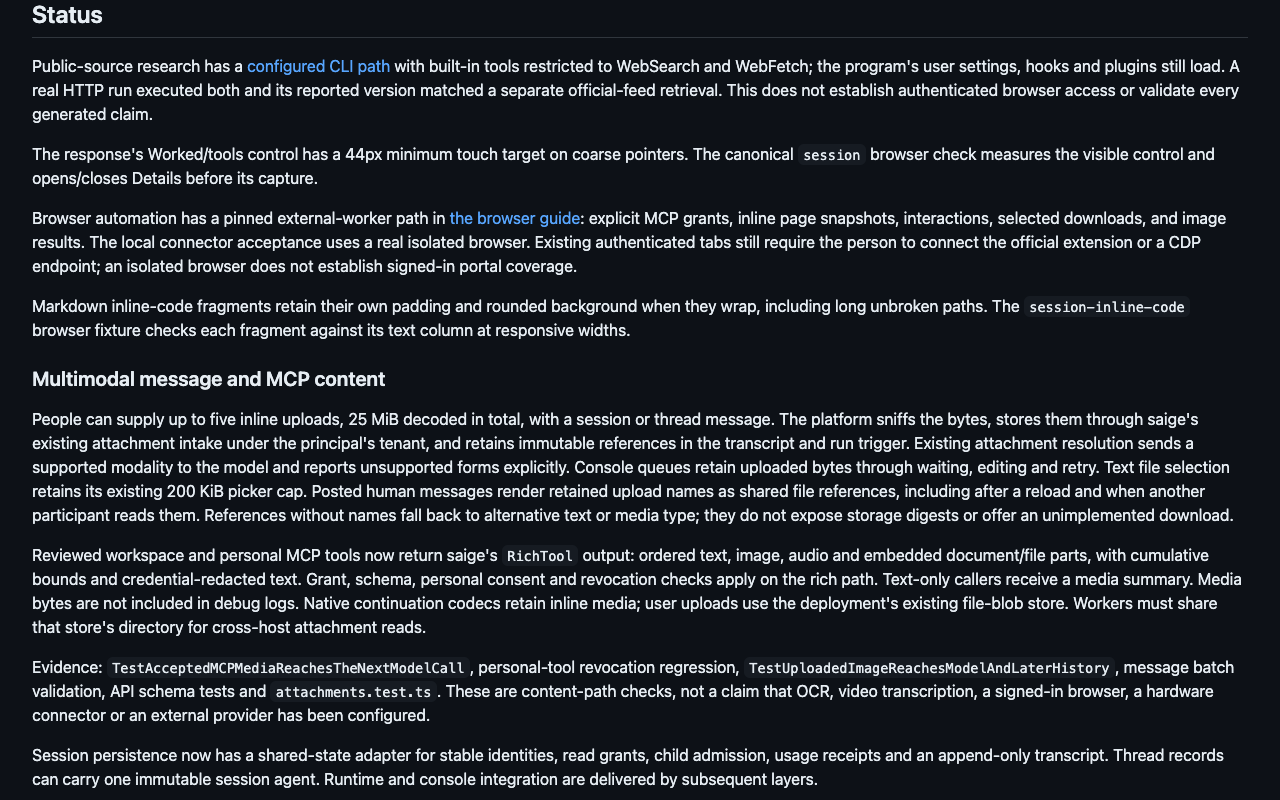 Status
Public-source research has a configured CLI path with built-in tools restricted to WebSearch and WebFetch; the program's user settings, hooks and plugins still load. A
real HTTP run executed both and its reported version matched a separate official-feed retrieval. This does not establish authenticated browser access or validate every
generated claim.
The response's Worked/tools control has a 44px minimum touch target on coarse pointers. The canonical session browser check measures the visible control and
opens/closes Details before its capture.
Browser automation has a pinned external-worker path in the browser guide: explicit MCP grants, inline page snapshots, interactions, selected downloads, and image
results. The local connector acceptance uses a real isolated browser. Existing authenticated tabs still require the person to connect the official extension or a CDP
endpoint; an isolated browser does not establish signed-in portal coverage.
Markdown inline-code fragments retain their own padding and rounded background when they wrap, including long unbroken paths. The session-inline-code
browser fixture checks each fragment against its text column at responsive widths.
Multimodal message and MCP content
People can supply up to five inline uploads, 25 MiB decoded in total, with a session or thread message. The platform sniffs the bytes, stores them through saige's
existing attachment intake under the principal's tenant, and retains immutable references in the transcript and run trigger. Existing attachment resolution sends a
supported modality to the model and reports unsupported forms explicitly. Console queues retain uploaded bytes through waiting, editing and retry. Text file selection
retains its existing 200 KiB picker cap. Posted human messages render retained upload names as shared file references, including after a reload and when another
participant reads them. References without names fall back to alternative text or media type; they do not expose storage digests or offer an unimplemented download.
Reviewed workspace and personal MCP tools now return saige's RichTool output: ordered text, image, audio and embedded document/file parts, with cumulative
bounds and credential-redacted text. Grant, schema, personal consent and revocation checks apply on the rich path. Text-only callers receive a media summary. Media
bytes are not included in debug logs. Native continuation codecs retain inline media; user uploads use the deployment's existing file-blob store. Workers must share
that store's directory for cross-host attachment reads.
Evidence: TestAcceptedMCPMediaReachesTheNextModelCall, personal-tool revocation regression, TestUploadedImageReachesModelAndLaterHistory, message batch
validation, API schema tests and attachments.test.ts. These are content-path checks, not a claim that OCR, video transcription, a signed-in browser, a hardware
connector or an external provider has been configured.
Session persistence now has a shared-state adapter for stable identities, read grants, child admission, usage receipts and an append-only transcript. Thread records
can carry one immutable session agent. Runtime and console integration are delivered by subsequent layers.